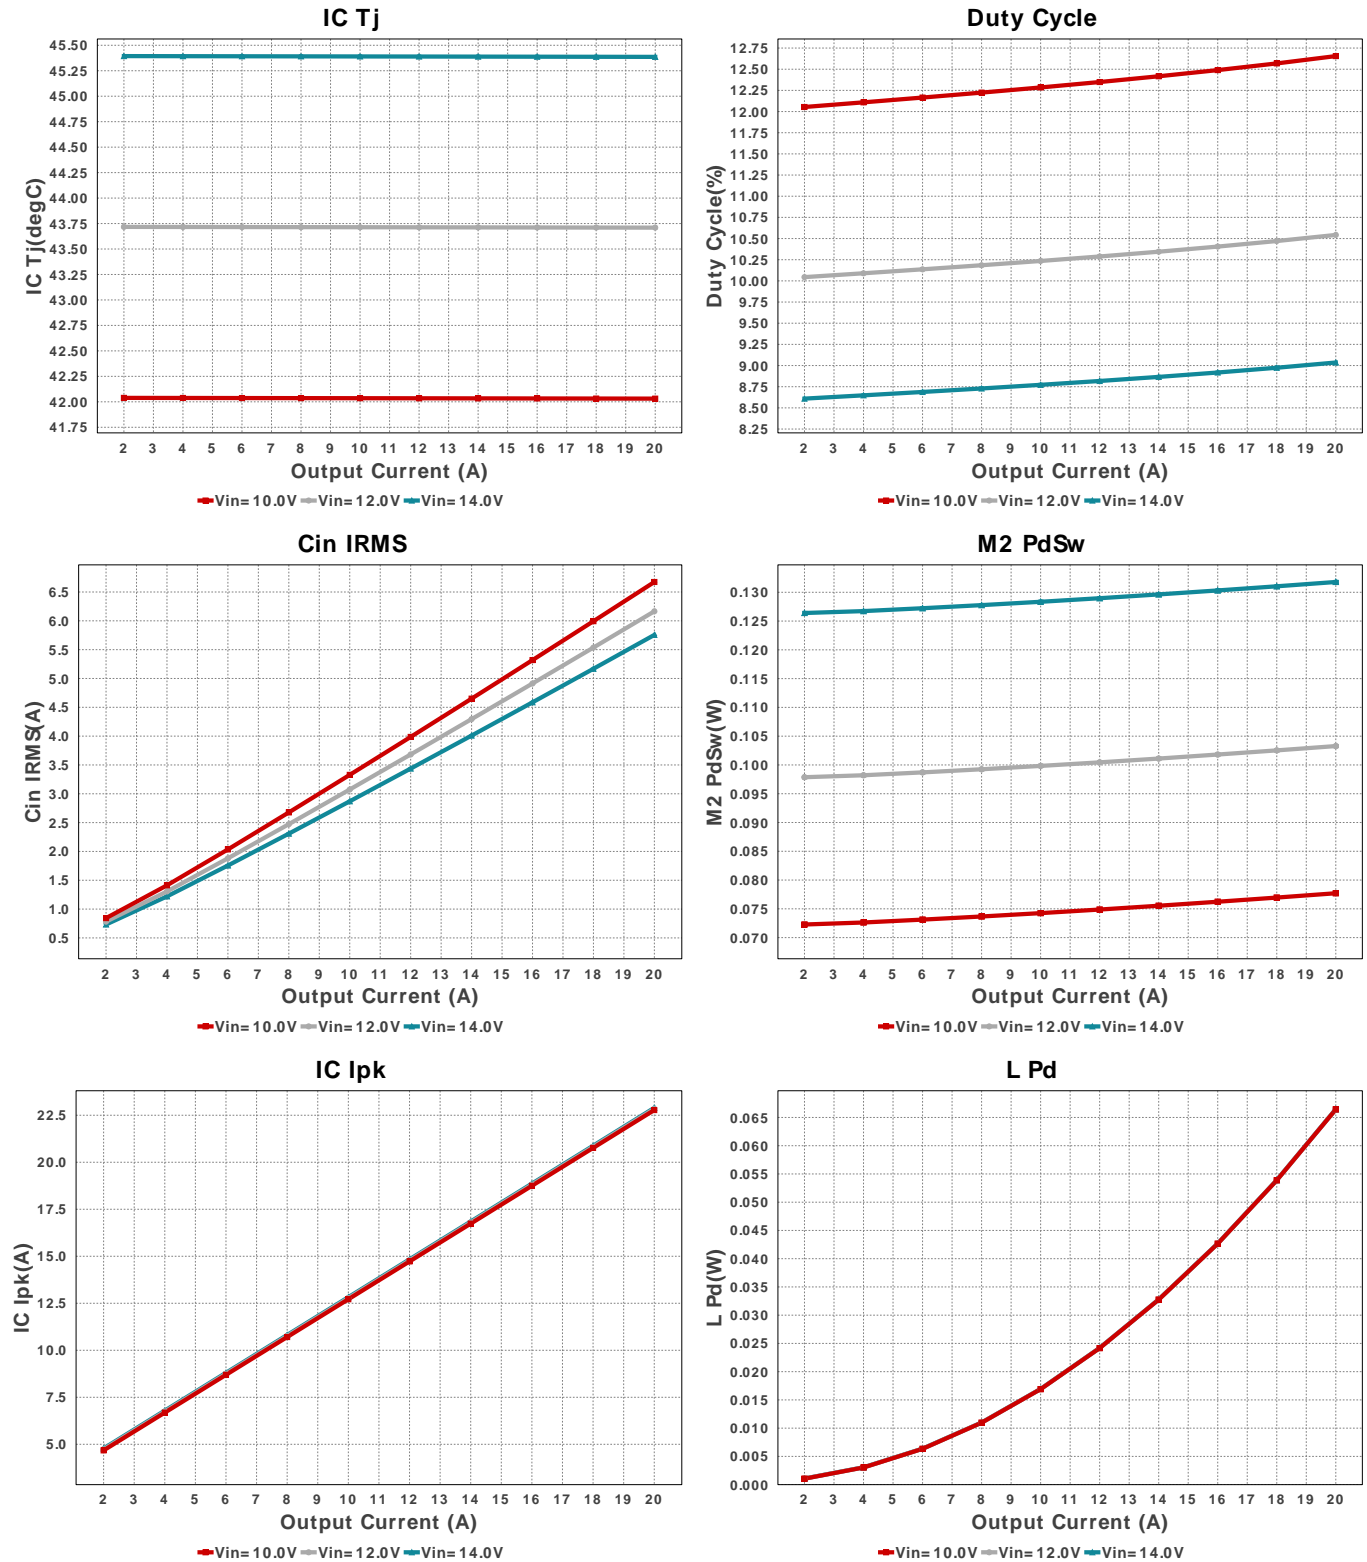 IC Tj
45.50
45.25
45.00
44.75
44.50
44.25
44.00
43.75
43.50
43.25
43.00
42.75
42.50
42.25
42.00
41.75
IC Tj(degC)
2 3 4 5 6 7 8 9 10 11 12 13 14 15 16 17 18 19 20
Output Current (A)
Vin= 10.0V Vin= 12.0V Vin= 14.0V
Duty Cycle
12.75
12.50
12.25
12.00
11.75
11.50
11.25
11.00
10.75
10.50
10.25
10.00
9.75
9.50
9.25
9.00
8.75
8.50
8.25
Duty Cycle(%)
2 3 4 5 6 7 8 9 10 11 12 13 14 15 16 17 18 19 20
Output Current (A)
Vin= 10.0V Vin= 12.0V Vin= 14.0V
Cin IRMS
6.5
6.0
5.5
5.0
4.5
4.0
3.5
3.0
2.5
2.0
1.5
1.0
0.5
Cin IRMS(A)
2 3 4 5 6 7 8 9 10 11 12 13 14 15 16 17 18 19 20
Output Current (A)
Vin= 10.0V Vin= 12.0V Vin= 14.0V
M2 PdSw
0.130
0.125
0.120
0.115
0.110
0.105
0.100
0.095
0.090
0.085
0.080
0.075
0.070
M2 PdSw(W)
2 3 4 5 6 7 8 9 10 11 12 13 14 15 16 17 18 19 20
Output Current (A)
Vin= 10.0V Vin= 12.0V Vin= 14.0V
IC Ipk
22.5
20.0
17.5
15.0
12.5
10.0
7.5
5.0
IC Ipk(A)
2 3 4 5 6 7 8 9 10 11 12 13 14 15 16 17 18 19 20
Output Current (A)
Vin= 10.0V Vin= 12.0V Vin= 14.0V
L Pd
0.065
0.060
0.055
0.050
0.045
0.040
0.035
0.030
0.025
0.020
0.015
0.010
0.005
0.000
L Pd(W)
2 3 4 5 6 7 8 9 10 11 12 13 14 15 16 17 18 19 20
Output Current (A)
Vin= 10.0V Vin= 12.0V Vin= 14.0V